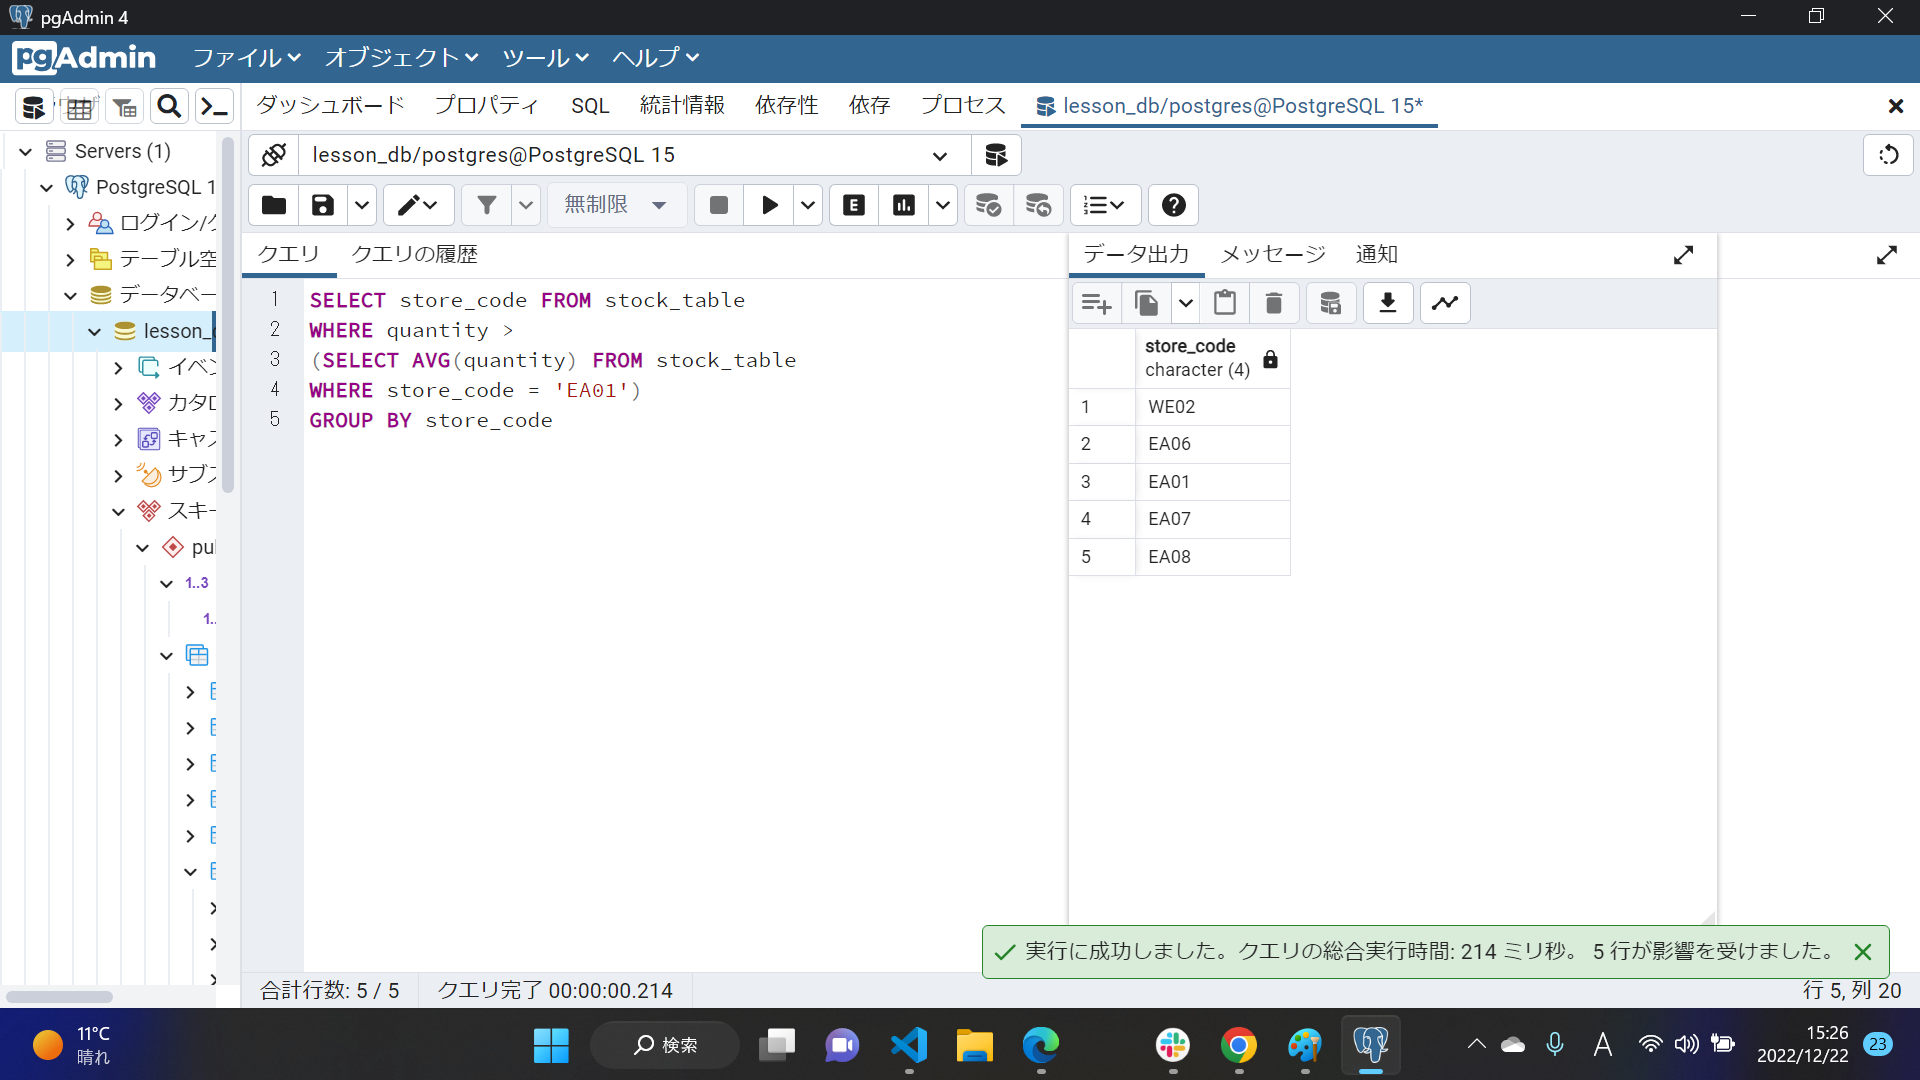 pgAdmin 4
pgAdmin ファイル オブジェクト ツール ヘルプ
ダッシュボード プロパティ SQL 統計情報 依存性 依存 プロセス lesson_db/postgres@PostgreSQL 15*
Servers (1)
PostgreSQL 1
ログイン/グ
テーブル空
データベー
lesson_
イベン
カタロ
キャス
サブス
スキー
pu
1..3
1..
lesson_db/postgres@PostgreSQL 15
無制限
クエリ クエリの履歴
1 SELECT store_code FROM stock_table
2 WHERE quantity >
3 (SELECT AVG(quantity) FROM stock_table
4 WHERE store_code = 'EA01')
5 GROUP BY store_code
データ出力 メッセージ 通知
store_code
character (4)
1 WE02
2 EA06
3 EA01
4 EA07
5 EA08
実行に成功しました。クエリの総合実行時間: 214 ミリ秒。 5 行が影響を受けました。
合計行数: 5 / 5 クエリ完了 00:00:00.214 行 5, 列 20
11°C
晴れ
検索
A
15:26
2022/12/22
23